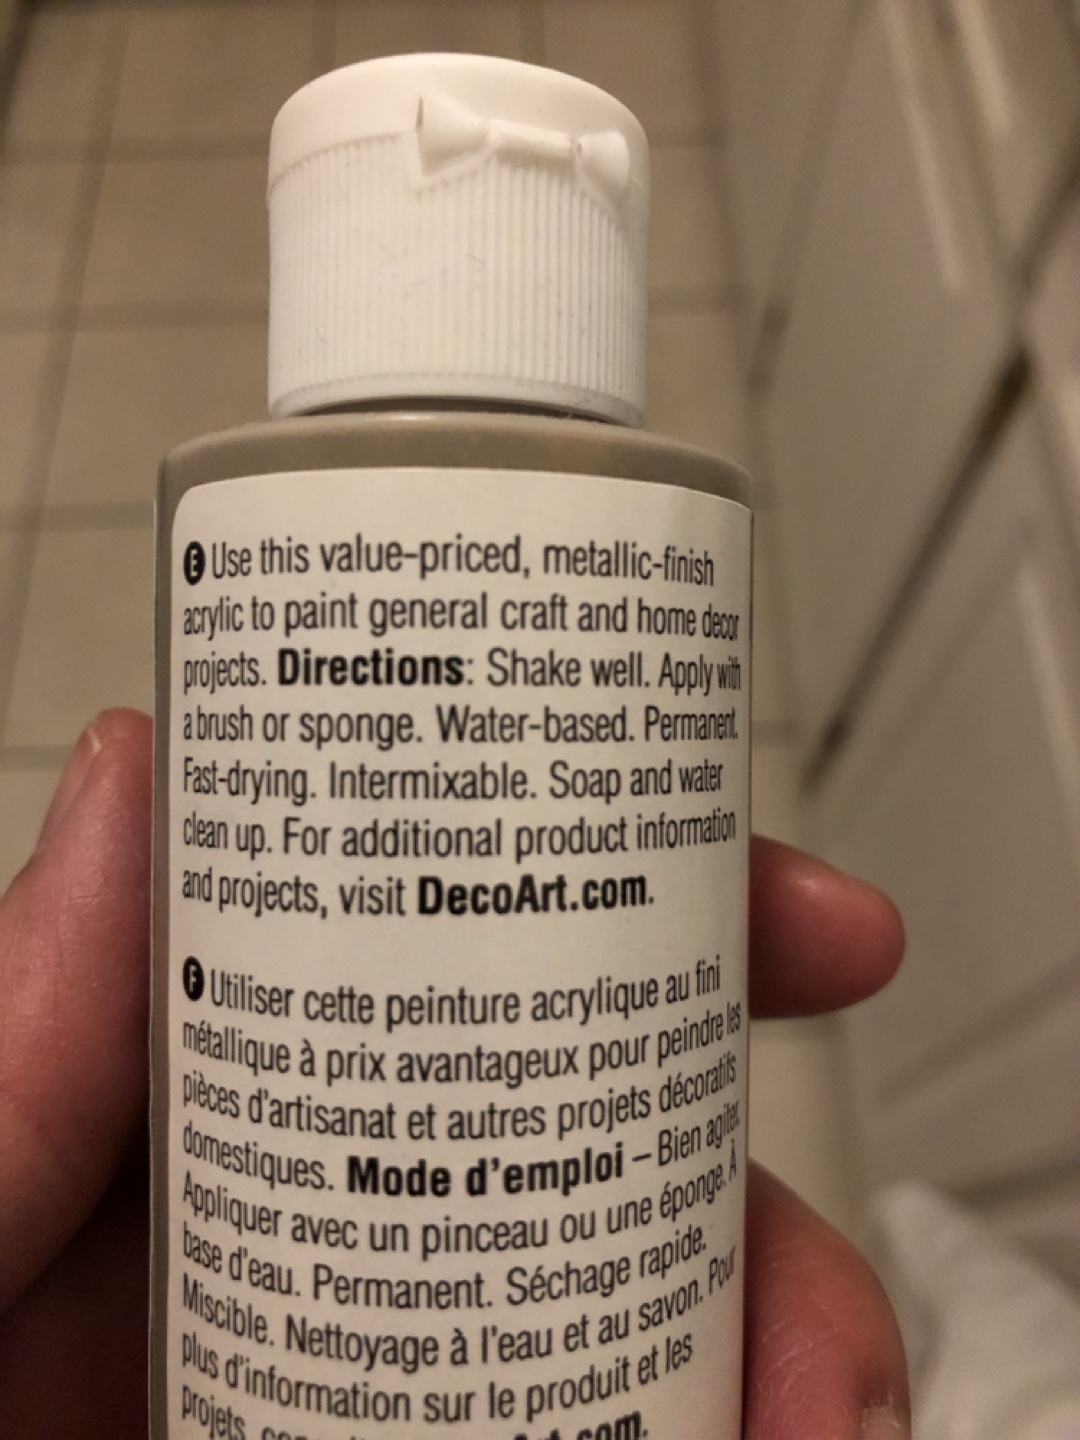 E Use this value-priced, metallic-finish
acrylic to paint general craft and home decor
projects. Directions: Shake well. Apply with
a brush or sponge. Water-based. Permanent.
Fast-drying. Intermixable. Soap and water
clean up. For additional product information
and projects, visit DecoArt.com.
F Utiliser cette peinture acrylique au fini
métallique à prix avantageux pour peindre les
pièces d'artisanat et autres projets décoratifs
domestiques. Mode d'emploi – Bien agiter.
Appliquer avec un pinceau ou une éponge. À
base d'eau. Permanent. Séchage rapide.
Miscible. Nettoyage à l'eau et au savon. Pour
plus d'information sur le produit et les
projets,